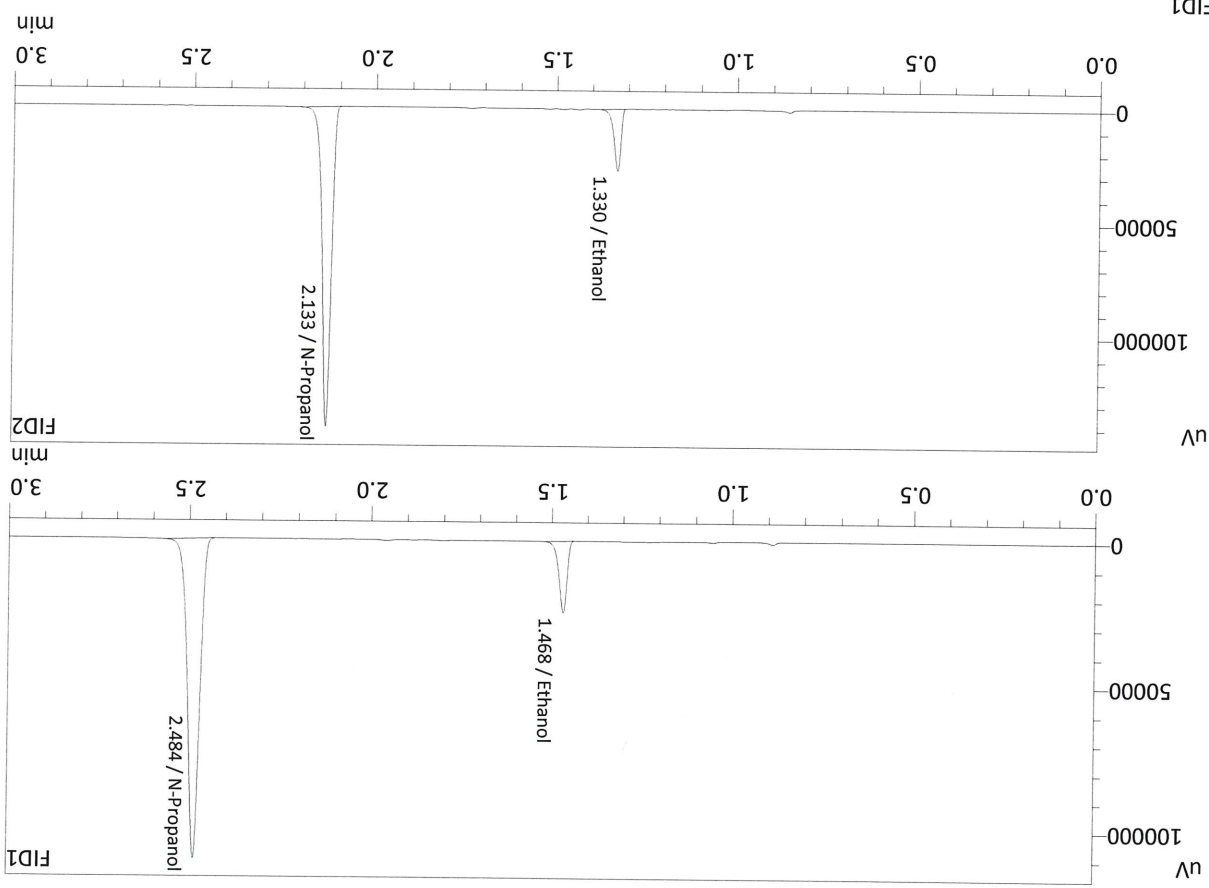 uV
FID1
100000
2.484 / N-Propanol
50000
1.468 / Ethanol
0
0.0 0.5 1.0 1.5 2.0 2.5 3.0
min
uV
FID2
100000
2.133 / N-Propanol
50000
1.330 / Ethanol
0
0.0 0.5 1.0 1.5 2.0 2.5 3.0
min
FID1